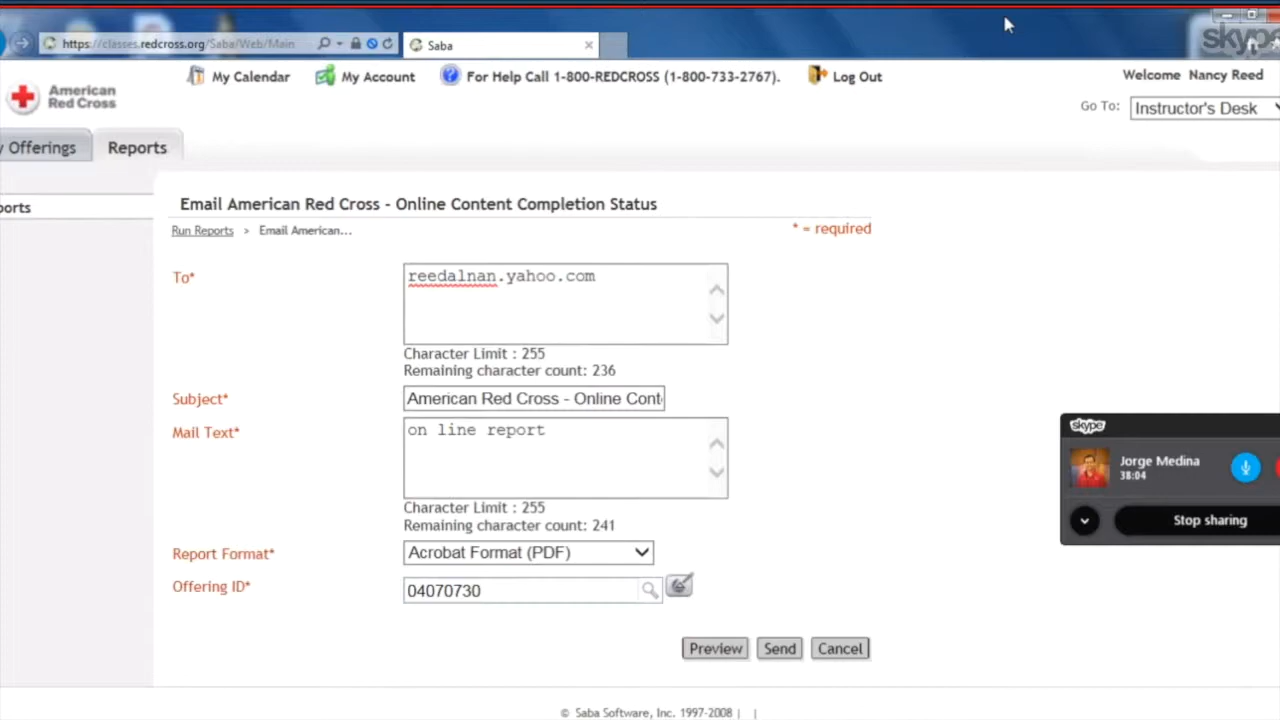 https://classes.redcross.org/Saba/Web/Main
Saba
skype
My Calendar
My Account
For Help Call 1-800-REDCROSS (1-800-733-2767).
Log Out
Welcome Nancy Reed
American
Red Cross
Go To:
Instructor's Desk
Offerings
Reports
ports
Email American Red Cross - Online Content Completion Status
Run Reports > Email American...
* = required
To*
reedalnan.yahoo.com
Character Limit : 255
Remaining character count: 236
Subject*
American Red Cross - Online Cont
Mail Text*
on line report
Character Limit : 255
Remaining character count: 241
skype
Jorge Medina
38:04
Stop sharing
Report Format*
Acrobat Format (PDF)
Offering ID*
04070730
Preview
Send
Cancel
© Saba Software, Inc. 1997-2008 | |